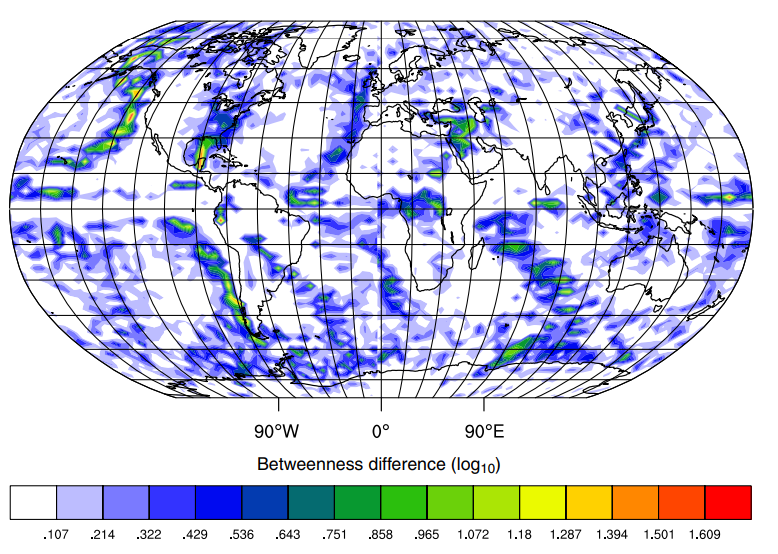 90°W 0° 90°E
Betweenness difference (log₁₀)
.107 .214 .322 .429 .536 .643 .751 .858 .965 1.072 1.18 1.287 1.394 1.501 1.609